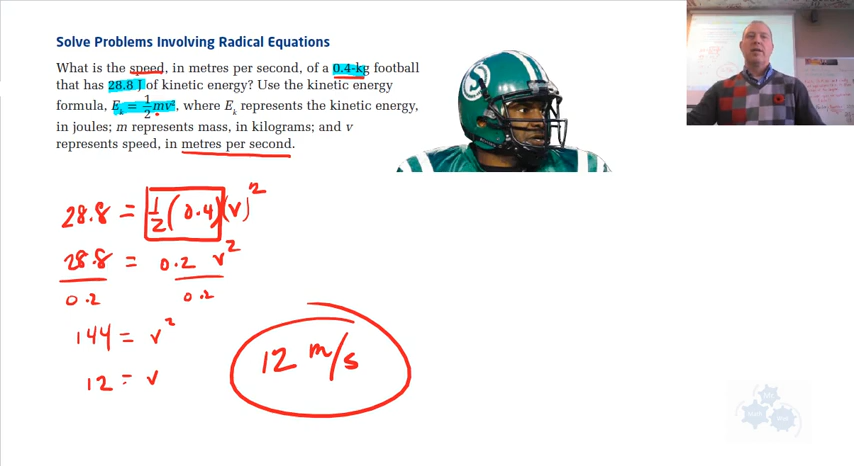 Solve Problems Involving Radical Equations
What is the speed, in metres per second, of a 0.4-kg football
that has 28.8 J of kinetic energy? Use the kinetic energy
formula, Eₖ = 1/2 mv², where Eₖ represents the kinetic energy,
in joules; m represents mass, in kilograms; and v
represents speed, in metres per second.
28.8 = 1/2 (0.4)(v)²
28.8 = 0.2 v²
0.2 0.2
144 = v²
12 = v
12 m/s
S